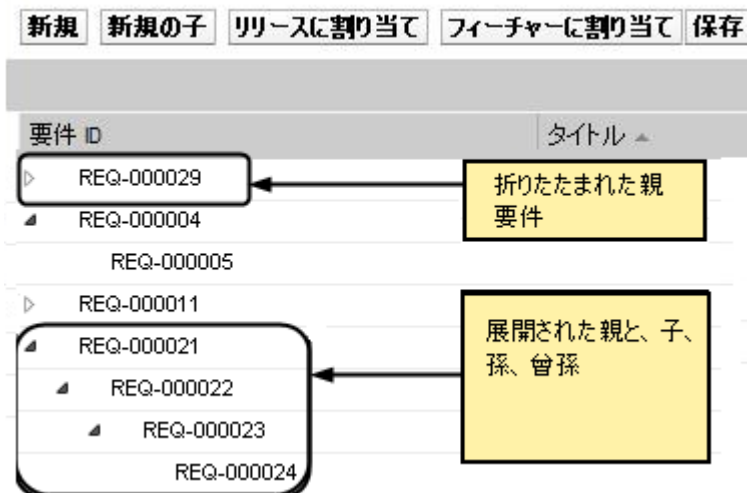 新規 新規の子 リリースに割り当て フィーチャーに割り当て 保存
要件 ID タイトル
REQ-000029
折りたたまれた親
要件
REQ-000004
REQ-000005
REQ-000011
REQ-000021
展開された親と、子、
孫、曾孫
REQ-000022
REQ-000023
REQ-000024